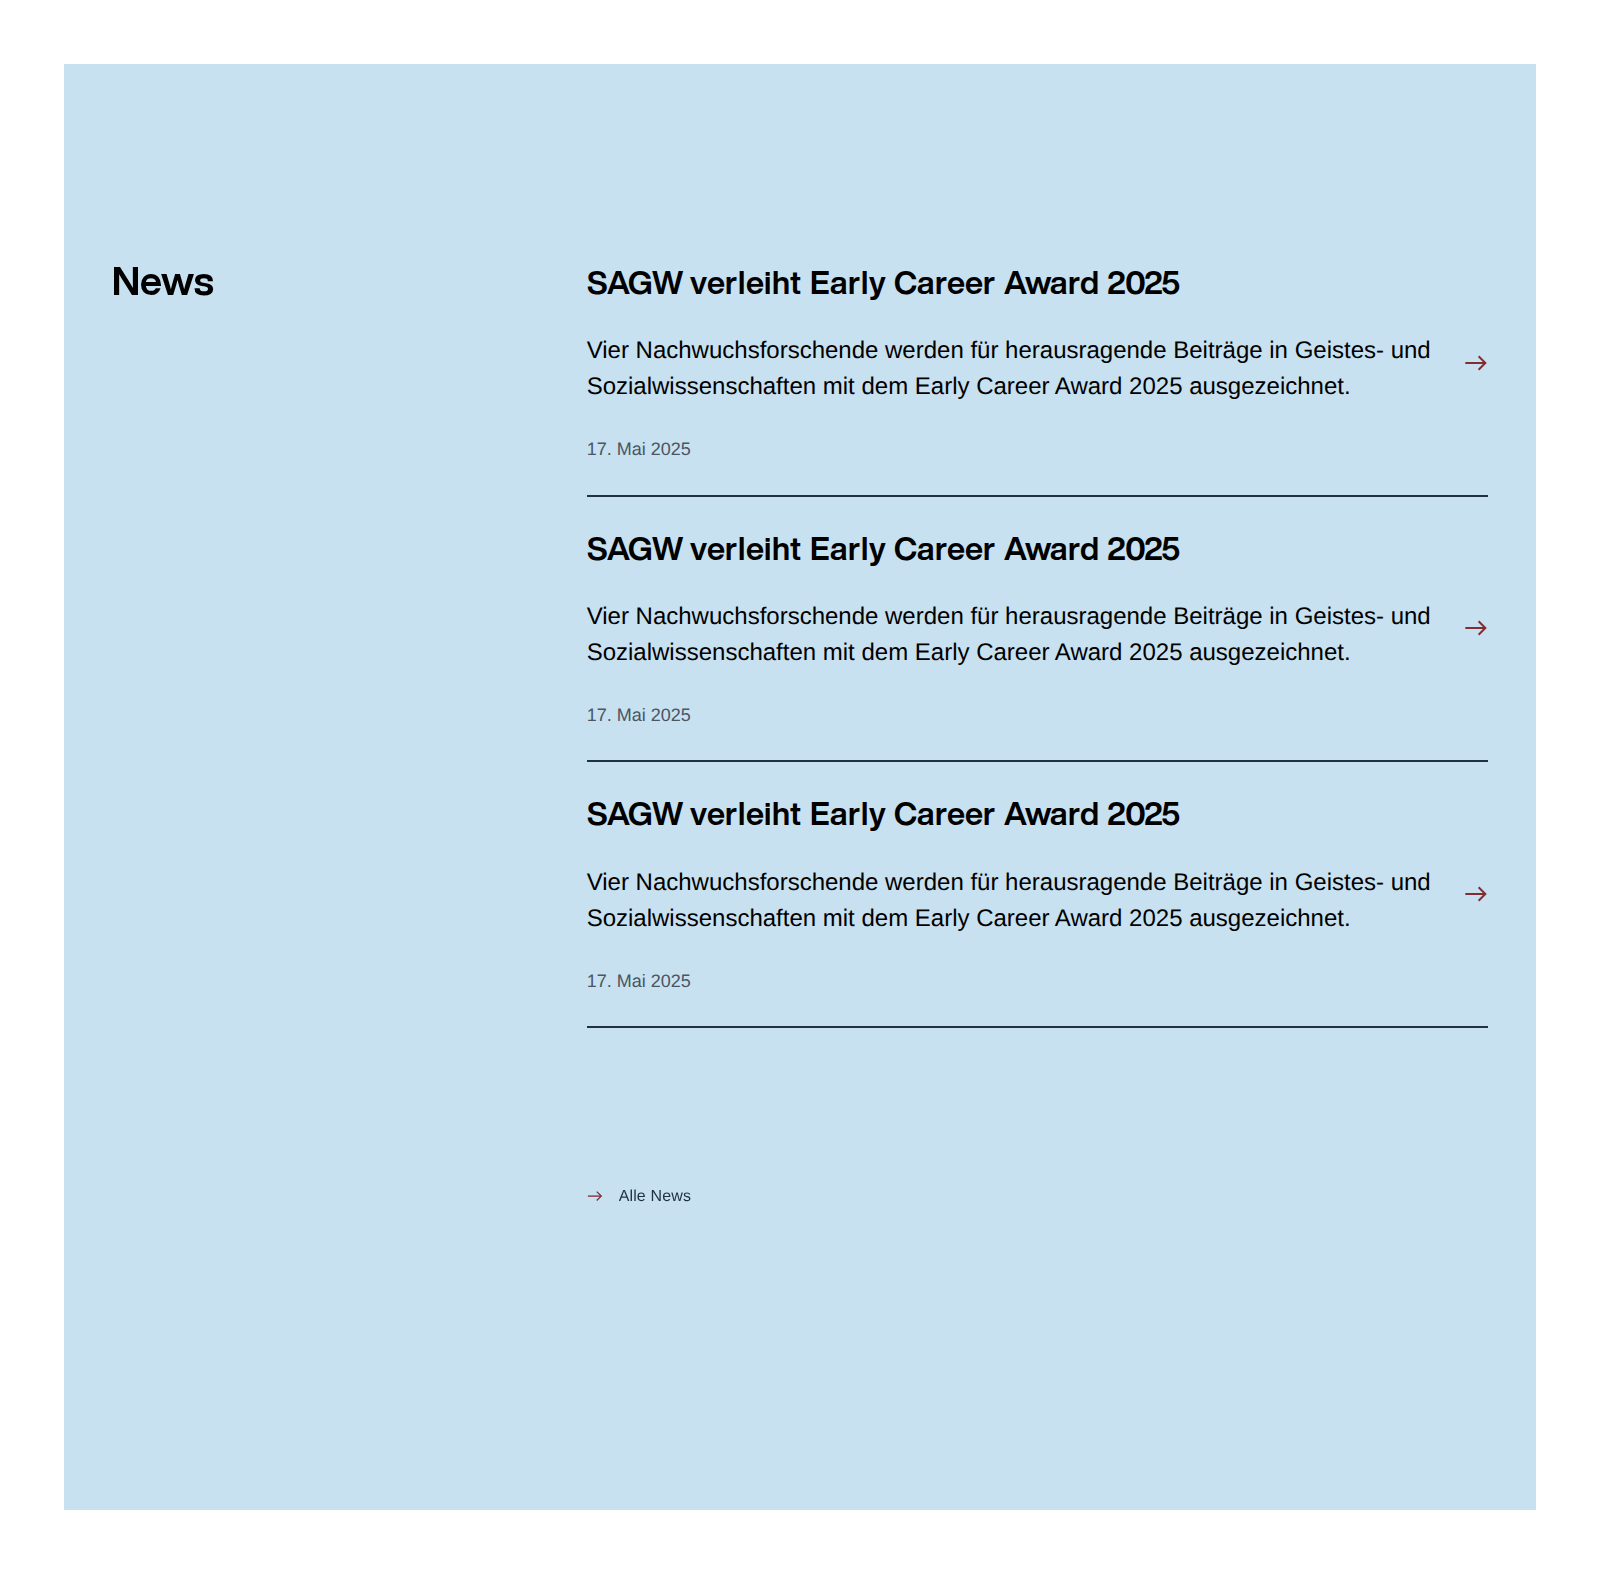 News
SAGW verleiht Early Career Award 2025
Vier Nachwuchsforschende werden für herausragende Beiträge in Geistes- und
Sozialwissenschaften mit dem Early Career Award 2025 ausgezeichnet.
17. Mai 2025
SAGW verleiht Early Career Award 2025
Vier Nachwuchsforschende werden für herausragende Beiträge in Geistes- und
Sozialwissenschaften mit dem Early Career Award 2025 ausgezeichnet.
17. Mai 2025
SAGW verleiht Early Career Award 2025
Vier Nachwuchsforschende werden für herausragende Beiträge in Geistes- und
Sozialwissenschaften mit dem Early Career Award 2025 ausgezeichnet.
17. Mai 2025
Alle News